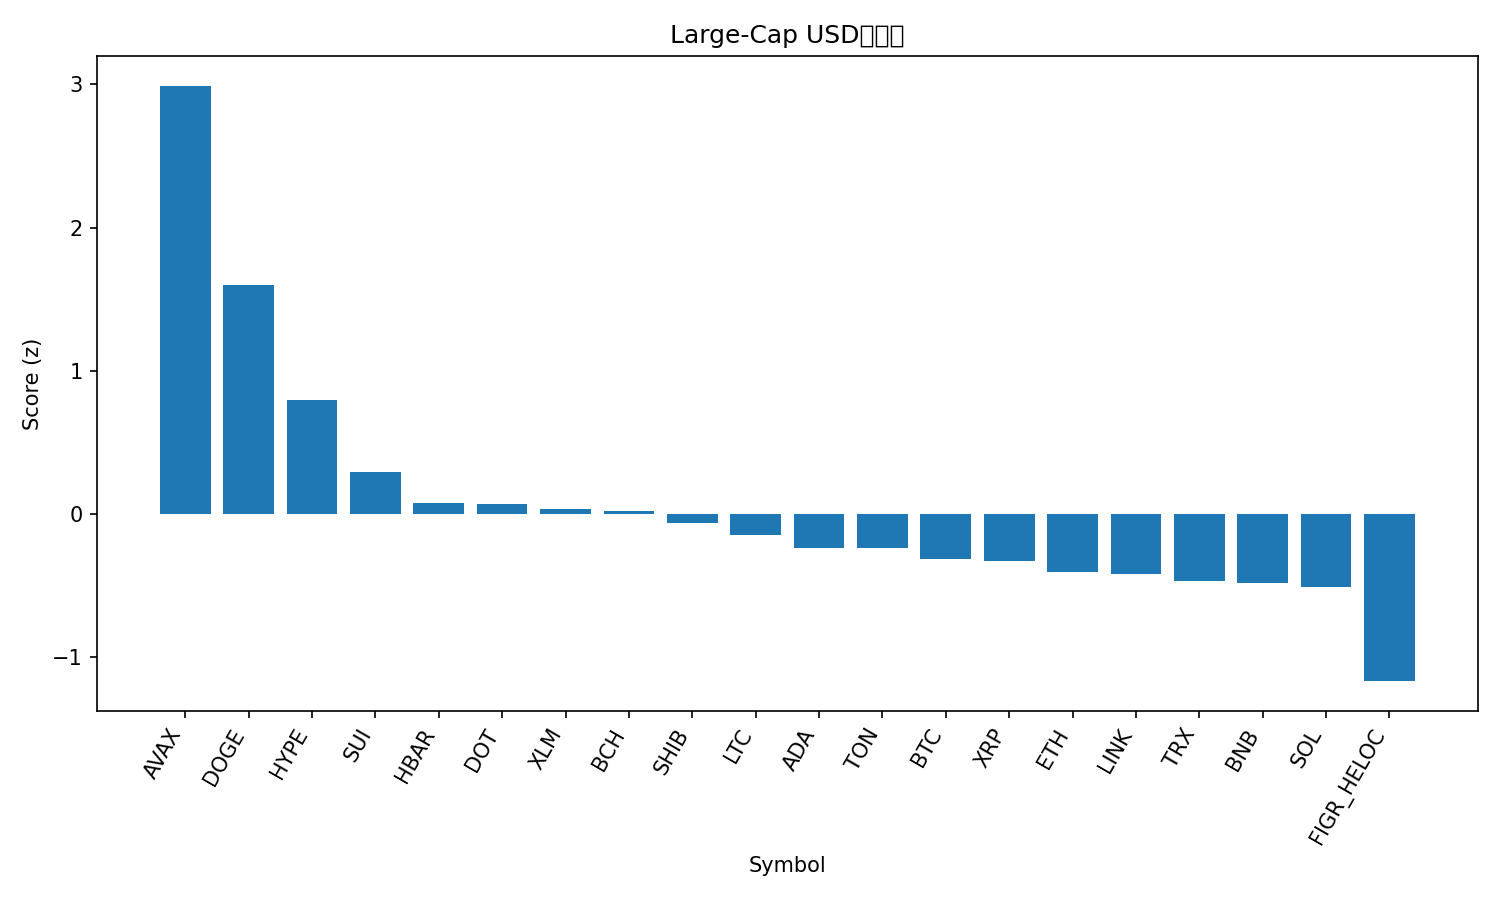 Large-Cap USD
Score (z)
3
2
1
0
−1
AVAX
DOGE
HYPE
SUI
HBAR
DOT
XLM
BCH
SHIB
LTC
ADA
TON
BTC
XRP
ETH
LINK
TRX
BNB
SOL
FIGR_HELOC
Symbol